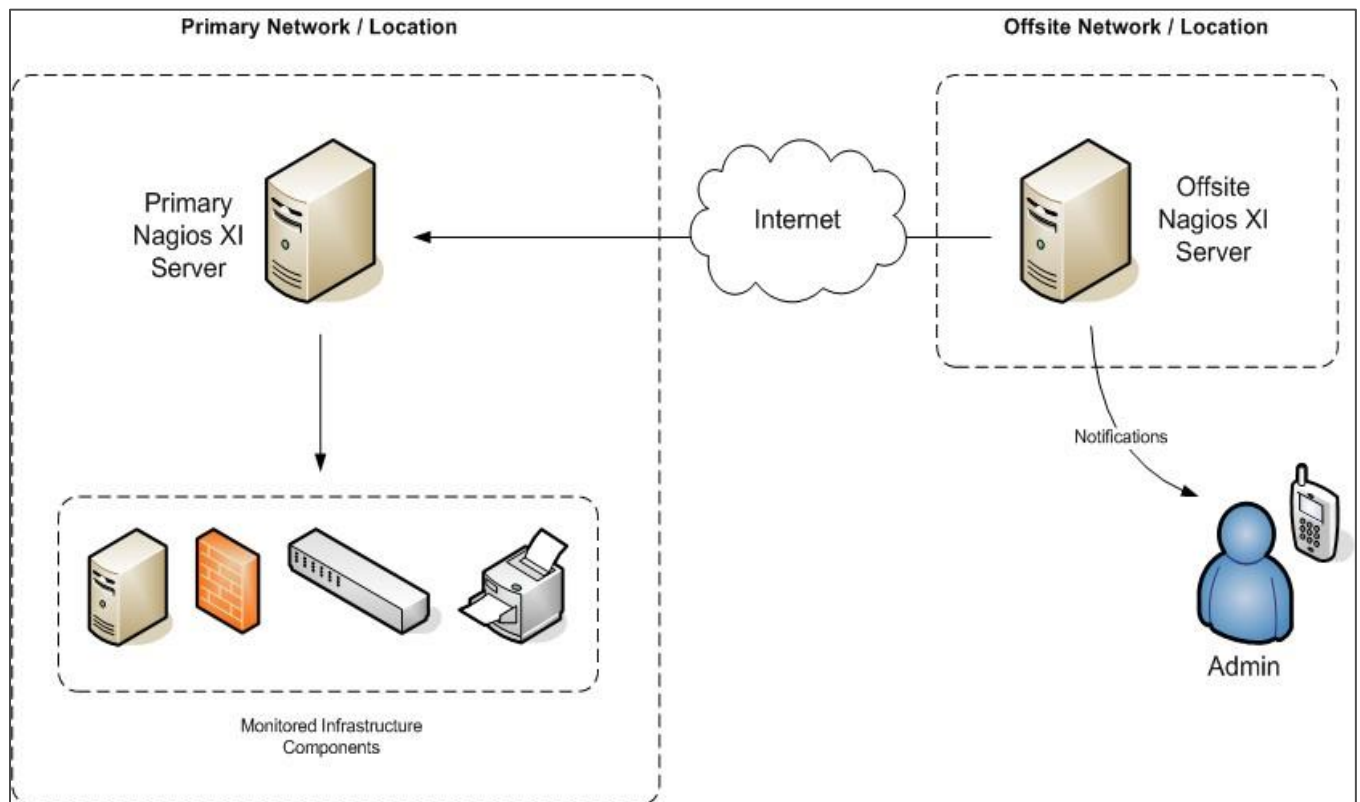 Primary Network / Location
Offsite Network / Location
Primary
Nagios XI
Server
Internet
Offsite
Nagios XI
Server
Notifications
Admin
Monitored Infrastructure
Components